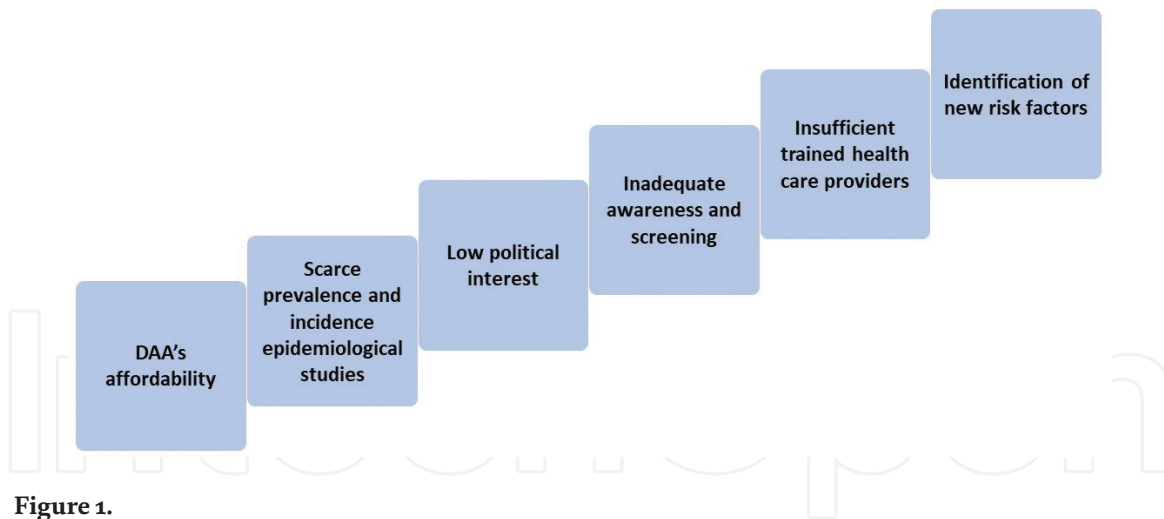 DAA’s
affordability
Scarce
prevalence and
incidence
epidemiological
studies
Low political
interest
Inadequate
awareness and
screening
Insufficient
trained health
care providers
Identification of
new risk factors
Figure 1.